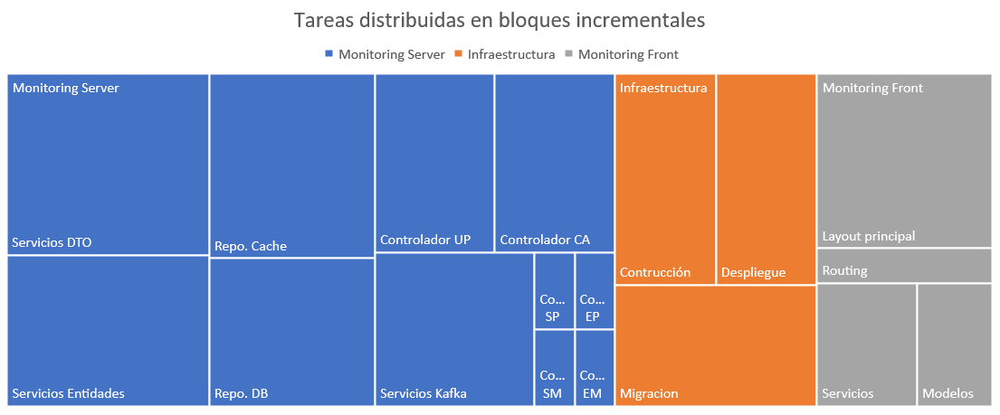 Tareas distribuidas en bloques incrementales
Monitoring Server
Infraestructura
Monitoring Front
Monitoring Server
Servicios DTO
Servicios Entidades
Repo. Cache
Repo. DB
Controlador UP
Controlador CA
Servicios Kafka
Co...
SP
Co...
EP
Co...
SM
Co...
EM
Infraestructura
Contrucción
Despliegue
Migracion
Monitoring Front
Layout principal
Routing
Servicios
Modelos